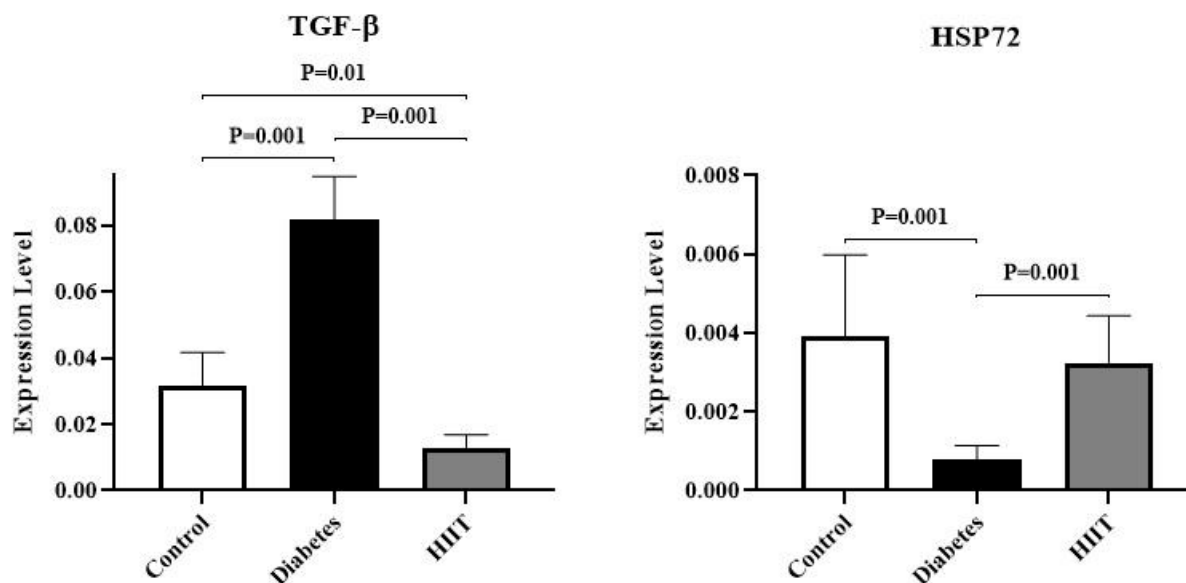 TGF-β
P=0.01
P=0.001
P=0.001
Expression Level
0.08
0.06
0.04
0.02
0.00
Control
Diabetes
HIIT
HSP72
P=0.001
P=0.001
Expression Level
0.008
0.006
0.004
0.002
0.000
Control
Diabetes
HIIT